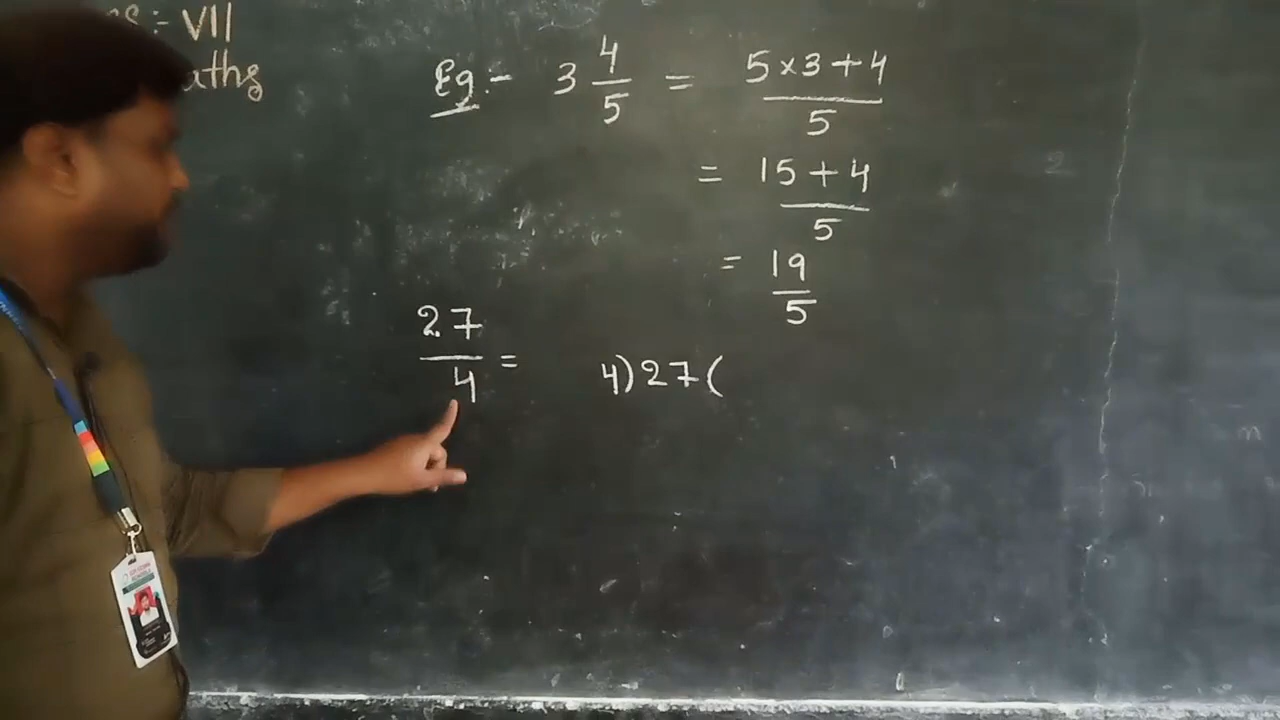 :- VII
aths
Eg:- 3 4/5 = 5×3+4/5
= 15+4/5
= 19/5
27/4 = 4)27(
2
n